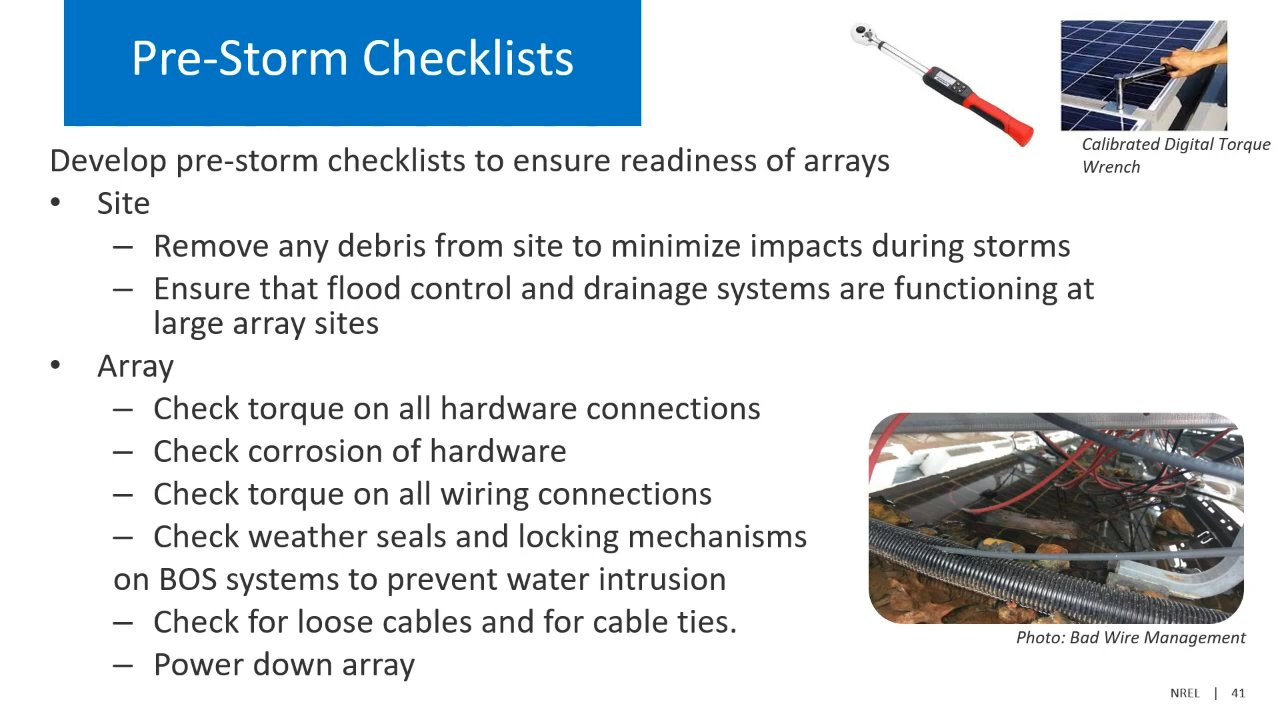 Pre-Storm Checklists
Calibrated Digital Torque
Wrench
Develop pre-storm checklists to ensure readiness of arrays
• Site
– Remove any debris from site to minimize impacts during storms
– Ensure that flood control and drainage systems are functioning at
large array sites
• Array
– Check torque on all hardware connections
– Check corrosion of hardware
– Check torque on all wiring connections
– Check weather seals and locking mechanisms
on BOS systems to prevent water intrusion
– Check for loose cables and for cable ties.
– Power down array
Photo: Bad Wire Management
NREL | 41